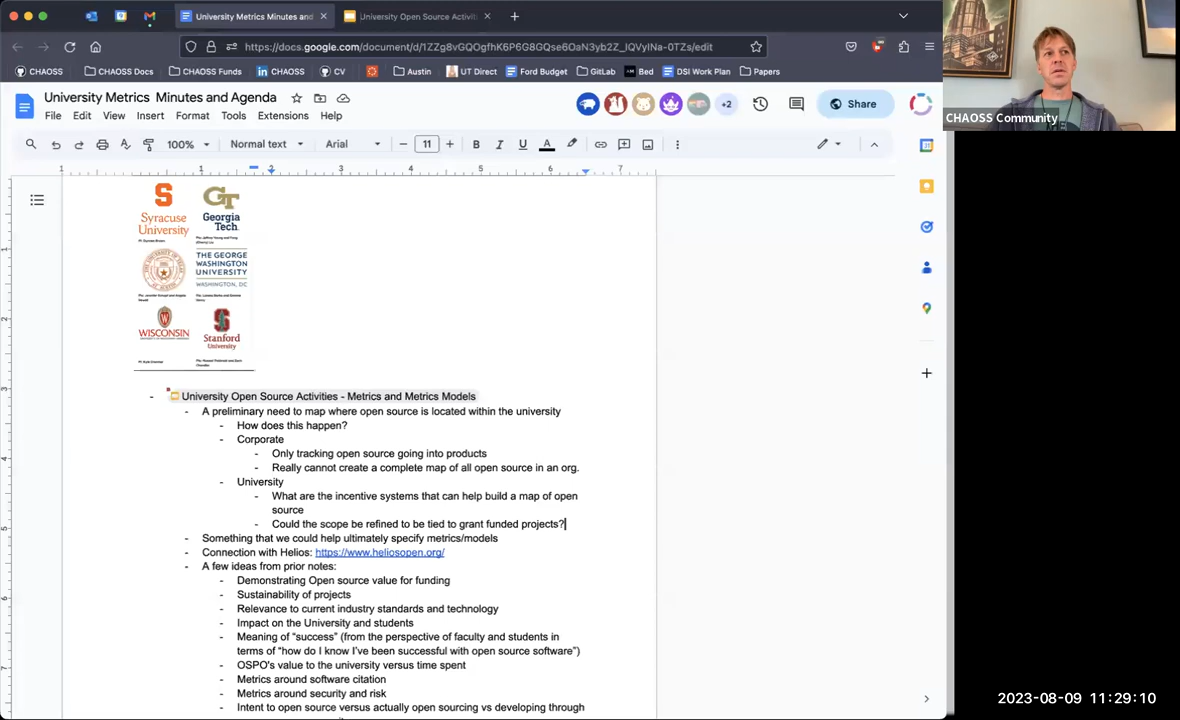 University Metrics Minutes and
University Open Source Activiti
https://docs.google.com/document/d/1ZZg8vGQOgfhK6P6G8GQse6OaN3yb2Z_IQVyINa-0TZs/edit
CHAOSS
CHAOSS Docs
CHAOSS Funds
CHAOSS
CV
Austin
UT Direct
Ford Budget
GitLab
Bed
DSI Work Plan
Papers
University Metrics Minutes and Agenda
File Edit View Insert Format Tools Extensions Help
+2
Share
CHAOSS Community
100%
Normal text
Arial
11
B I U A
1 1 2 3 4 5 6 7
S GT
Syracuse University
Georgia Tech
THE GEORGE WASHINGTON UNIVERSITY
WASHINGTON, DC
WISCONSIN
Stanford University
- University Open Source Activities - Metrics and Metrics Models
- A preliminary need to map where open source is located within the university
- How does this happen?
- Corporate
- Only tracking open source going into products
- Really cannot create a complete map of all open source in an org.
- University
- What are the incentive systems that can help build a map of open
source
- Could the scope be refined to be tied to grant funded projects?
- Something that we could help ultimately specify metrics/models
- Connection with Helios: https://www.heliosopen.org/
- A few ideas from prior notes:
- Demonstrating Open source value for funding
- Sustainability of projects
- Relevance to current industry standards and technology
- Impact on the University and students
- Meaning of “success” (from the perspective of faculty and students in
terms of “how do I know I’ve been successful with open source software”)
- OSPO's value to the university versus time spent
- Metrics around software citation
- Metrics around security and risk
- Intent to open source versus actually open sourcing vs developing through
2023-08-09 11:29:10